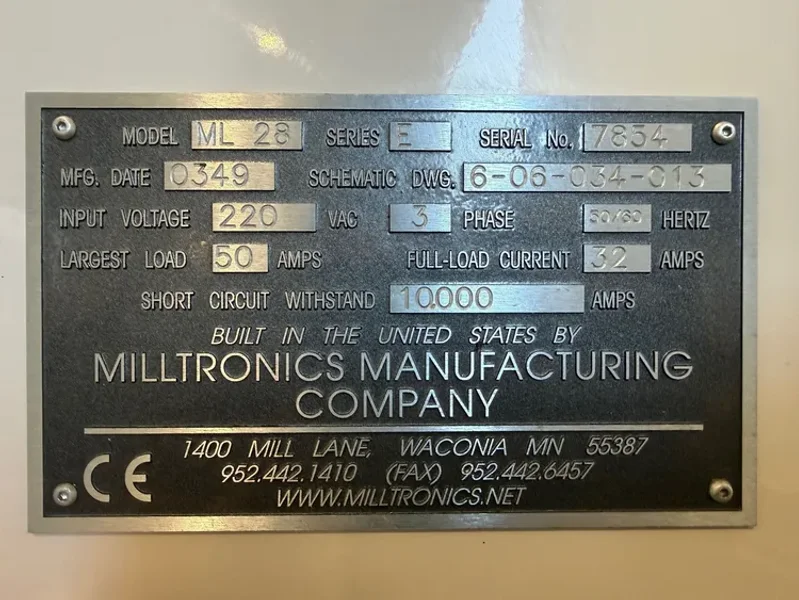 MODEL ML 28 SERIES E SERIAL No. 7834
MFG. DATE 0349 SCHEMATIC DWG. 6-06-034-013
INPUT VOLTAGE 220 VAC 3 PHASE 50/60 HERTZ
LARGEST LOAD 50 AMPS FULL-LOAD CURRENT 32 AMPS
SHORT CIRCUIT WITHSTAND 10,000 AMPS
BUILT IN THE UNITED STATES BY
MILLTRONICS MANUFACTURING
COMPANY
1400 MILL LANE, WACONIA MN 55387
952.442.1410 (FAX) 952.442.6457
CE WWW.MILLTRONICS.NET